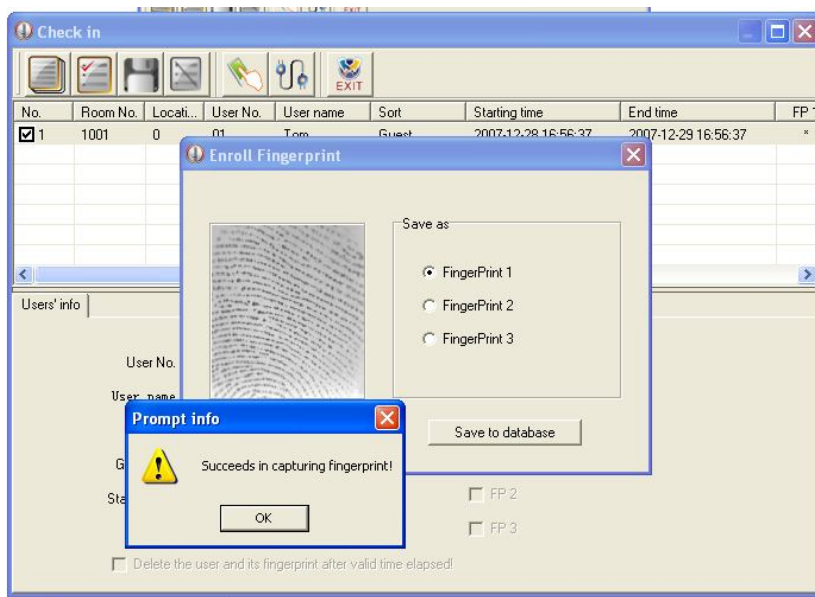 Check in
EXIT
No. Room No. Locati... User No. User name Sort Starting time End time FP
1 1001 0 01 Tom Guest 2007-12-28 16:56:37 2007-12-29 16:56:37 *
Enroll Fingerprint
Save as
FingerPrint 1
FingerPrint 2
FingerPrint 3
Save to database
Users' info
User No.
User name
Prompt info
Succeeds in capturing fingerprint!
OK
FP 2
FP 3
Delete the user and its fingerprint after valid time elapsed!